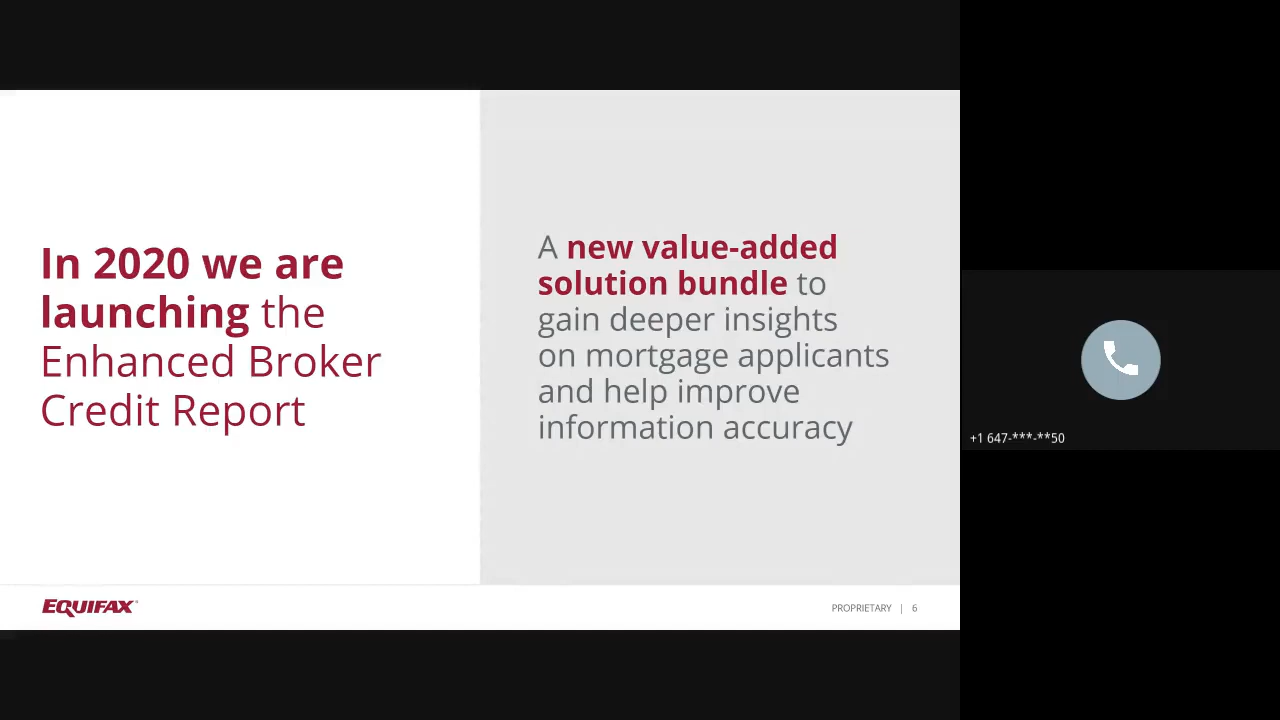 In 2020 we are
launching the
Enhanced Broker
Credit Report
A new value-added
solution bundle to
gain deeper insights
on mortgage applicants
and help improve
information accuracy
+1 647-***-**50
EQUIFAX
PROPRIETARY | 6